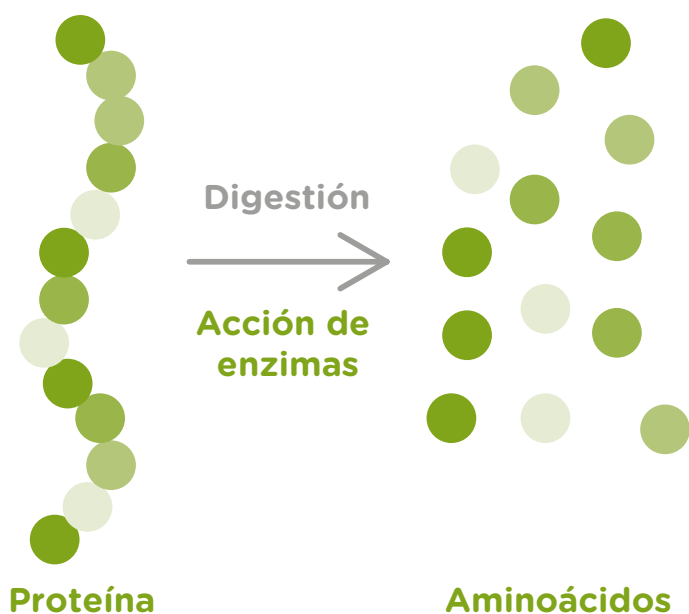 Digestión
Acción de
enzimas
Proteína
Aminoácidos